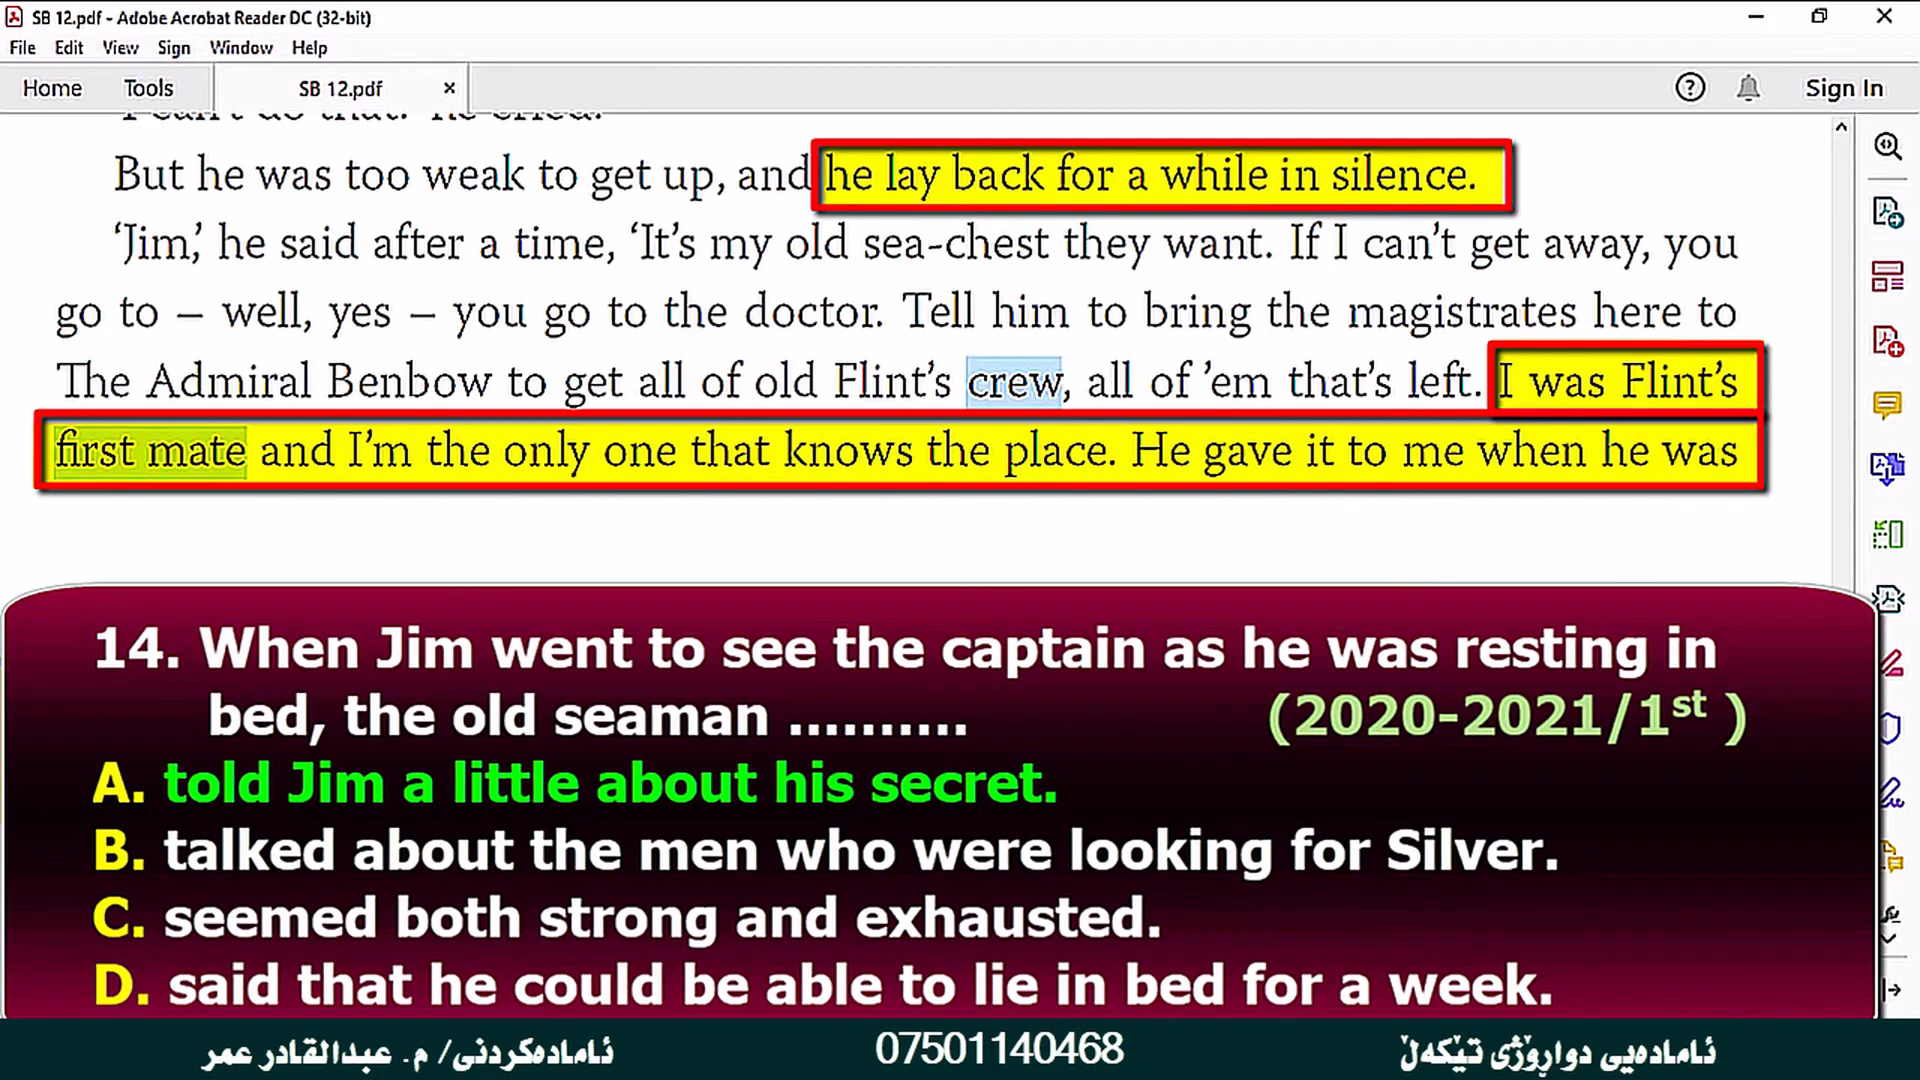 SB 12.pdf - Adobe Acrobat Reader DC (32-bit)
File Edit View Sign Window Help
Home Tools SB 12.pdf × Sign In
'I can't do that!' he cried.
But he was too weak to get up, and he lay back for a while in silence.
‘Jim,’ he said after a time, ‘It’s my old sea-chest they want. If I can’t get away, you
go to – well, yes – you go to the doctor. Tell him to bring the magistrates here to
The Admiral Benbow to get all of old Flint’s crew, all of ’em that’s left. I was Flint’s
first mate and I’m the only one that knows the place. He gave it to me when he was
14. When Jim went to see the captain as he was resting in
bed, the old seaman .......... (2020-2021/1st )
A. told Jim a little about his secret.
B. talked about the men who were looking for Silver.
C. seemed both strong and exhausted.
D. said that he could be able to lie in bed for a week.
ئامادەکردنی/ م. عبدالقادر عمر 07501140468 ئامادەیی دواڕۆژی تێکەڵ